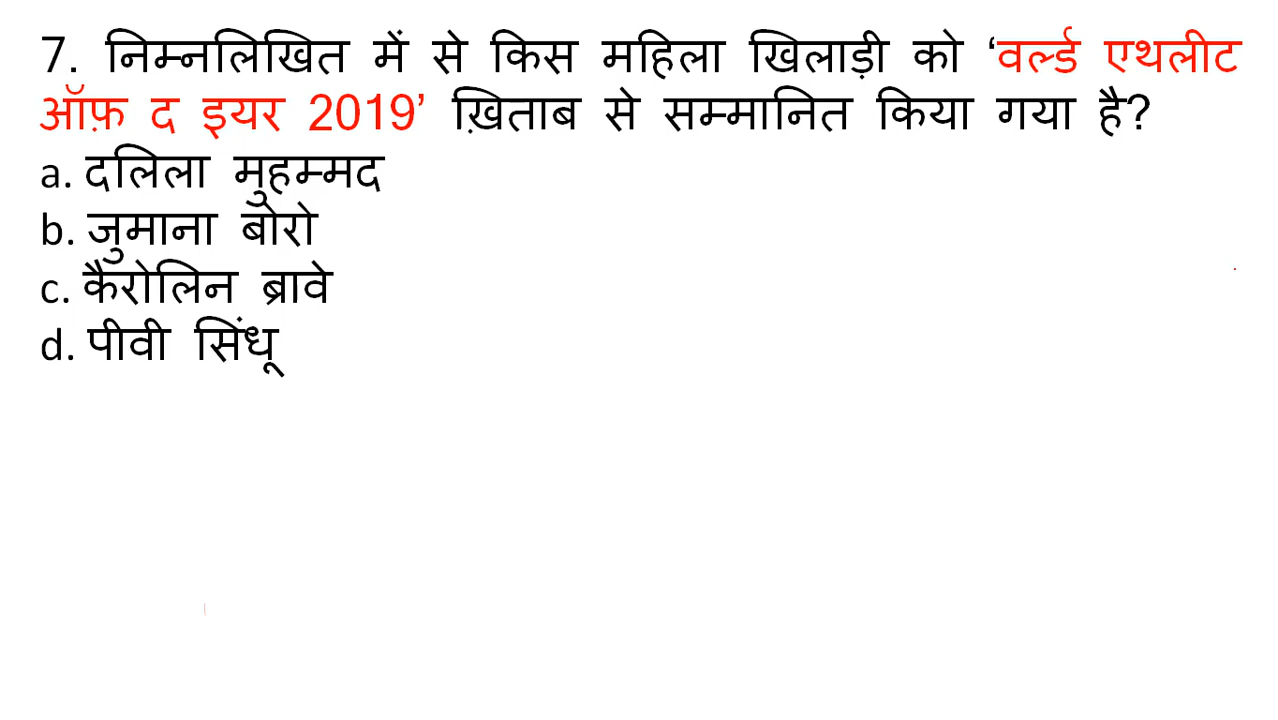 7. निम्नलिखित में से किस महिला खिलाड़ी को ‘वर्ल्ड एथलीट
ऑफ़ द इयर 2019’ ख़िताब से सम्मानित किया गया है?
a. दलिला मुहम्मद
b. जुमाना बोरो
c. कैरोलिन ब्रावे
d. पीवी सिंधू